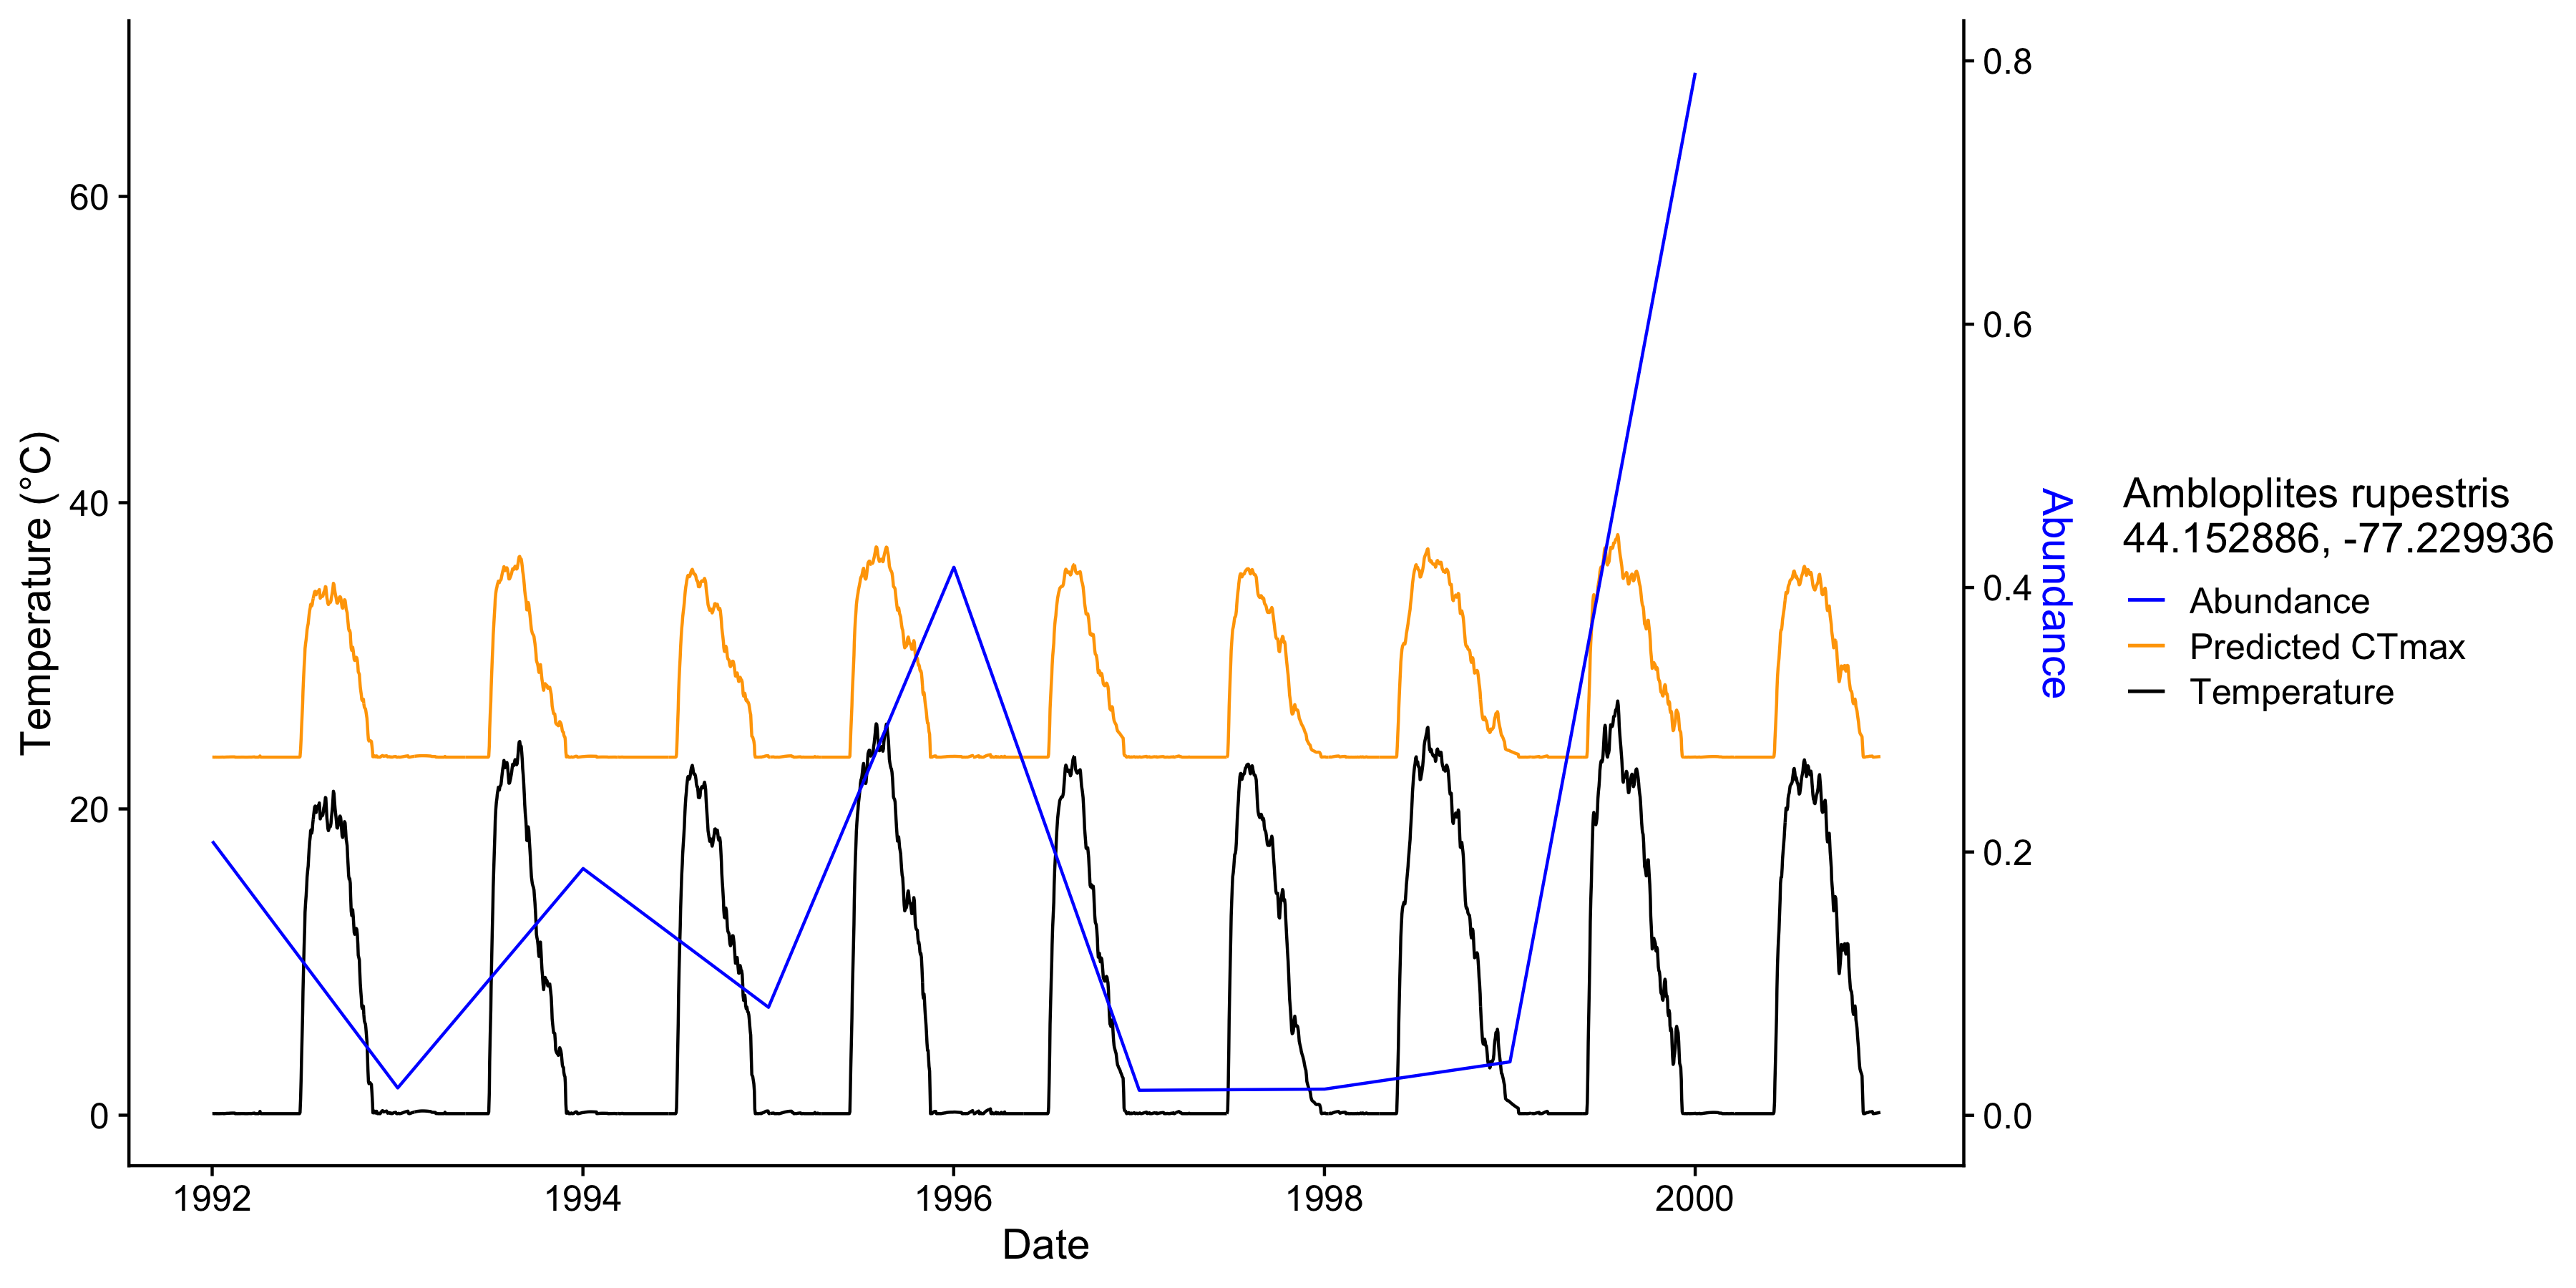 Temperature (°C)
60
40
20
0
1992
1994
1996
1998
2000
Date
0.8
0.6
0.4
0.2
0.0
Abundance
Ambloplites rupestris
44.152886, -77.229936
Abundance
Predicted CTmax
Temperature